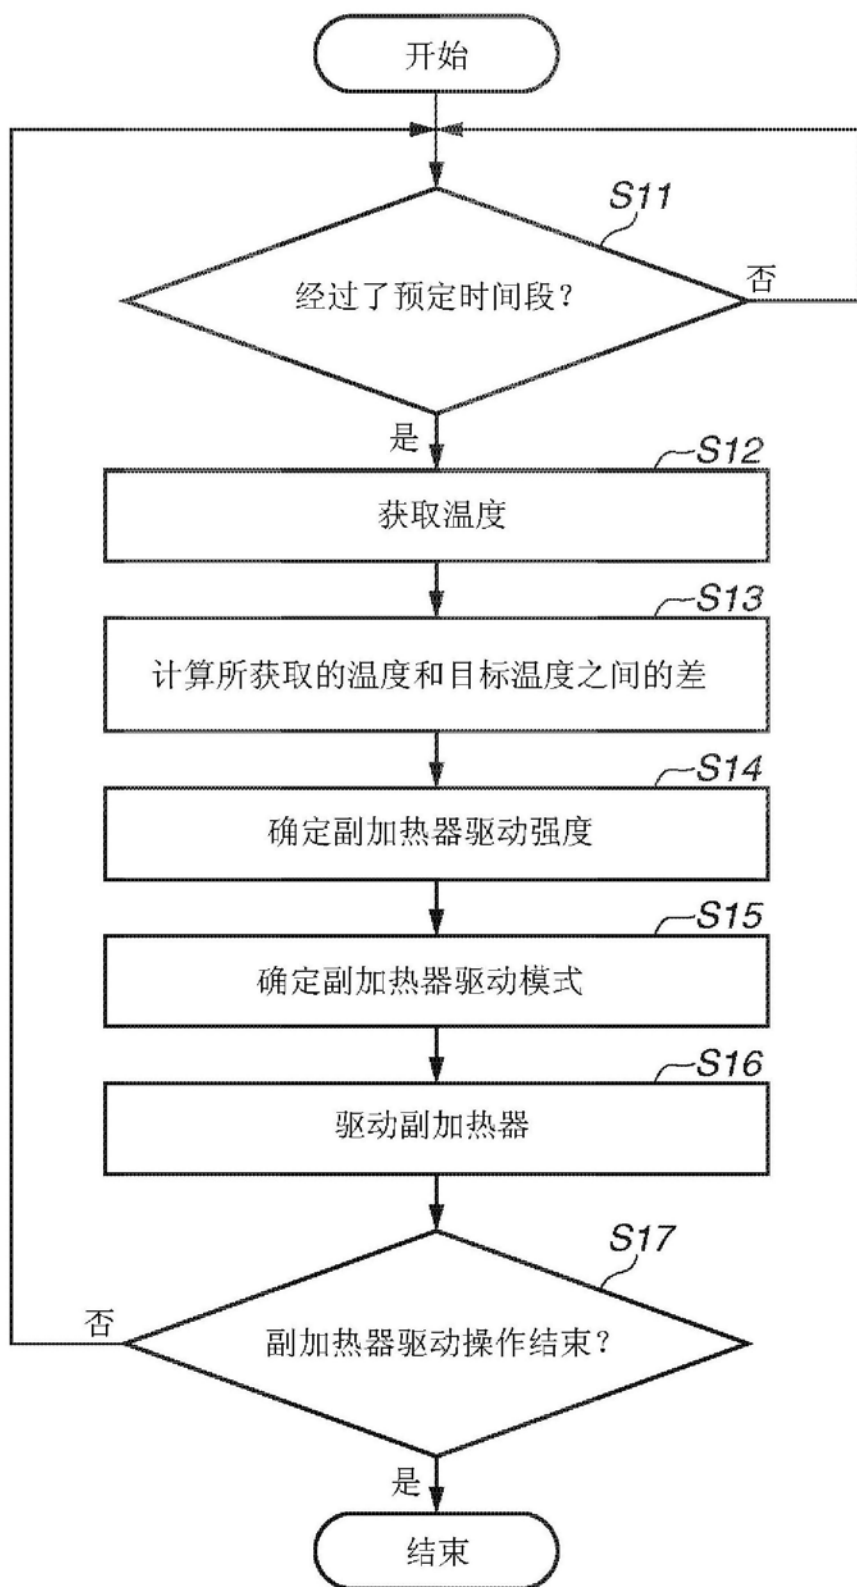 开始
S11
经过了预定时间段？
否
是
S12
获取温度
S13
计算所获取的温度和目标温度之间的差
S14
确定副加热器驱动强度
S15
确定副加热器驱动模式
S16
驱动副加热器
S17
否
副加热器驱动操作结束？
是
结束